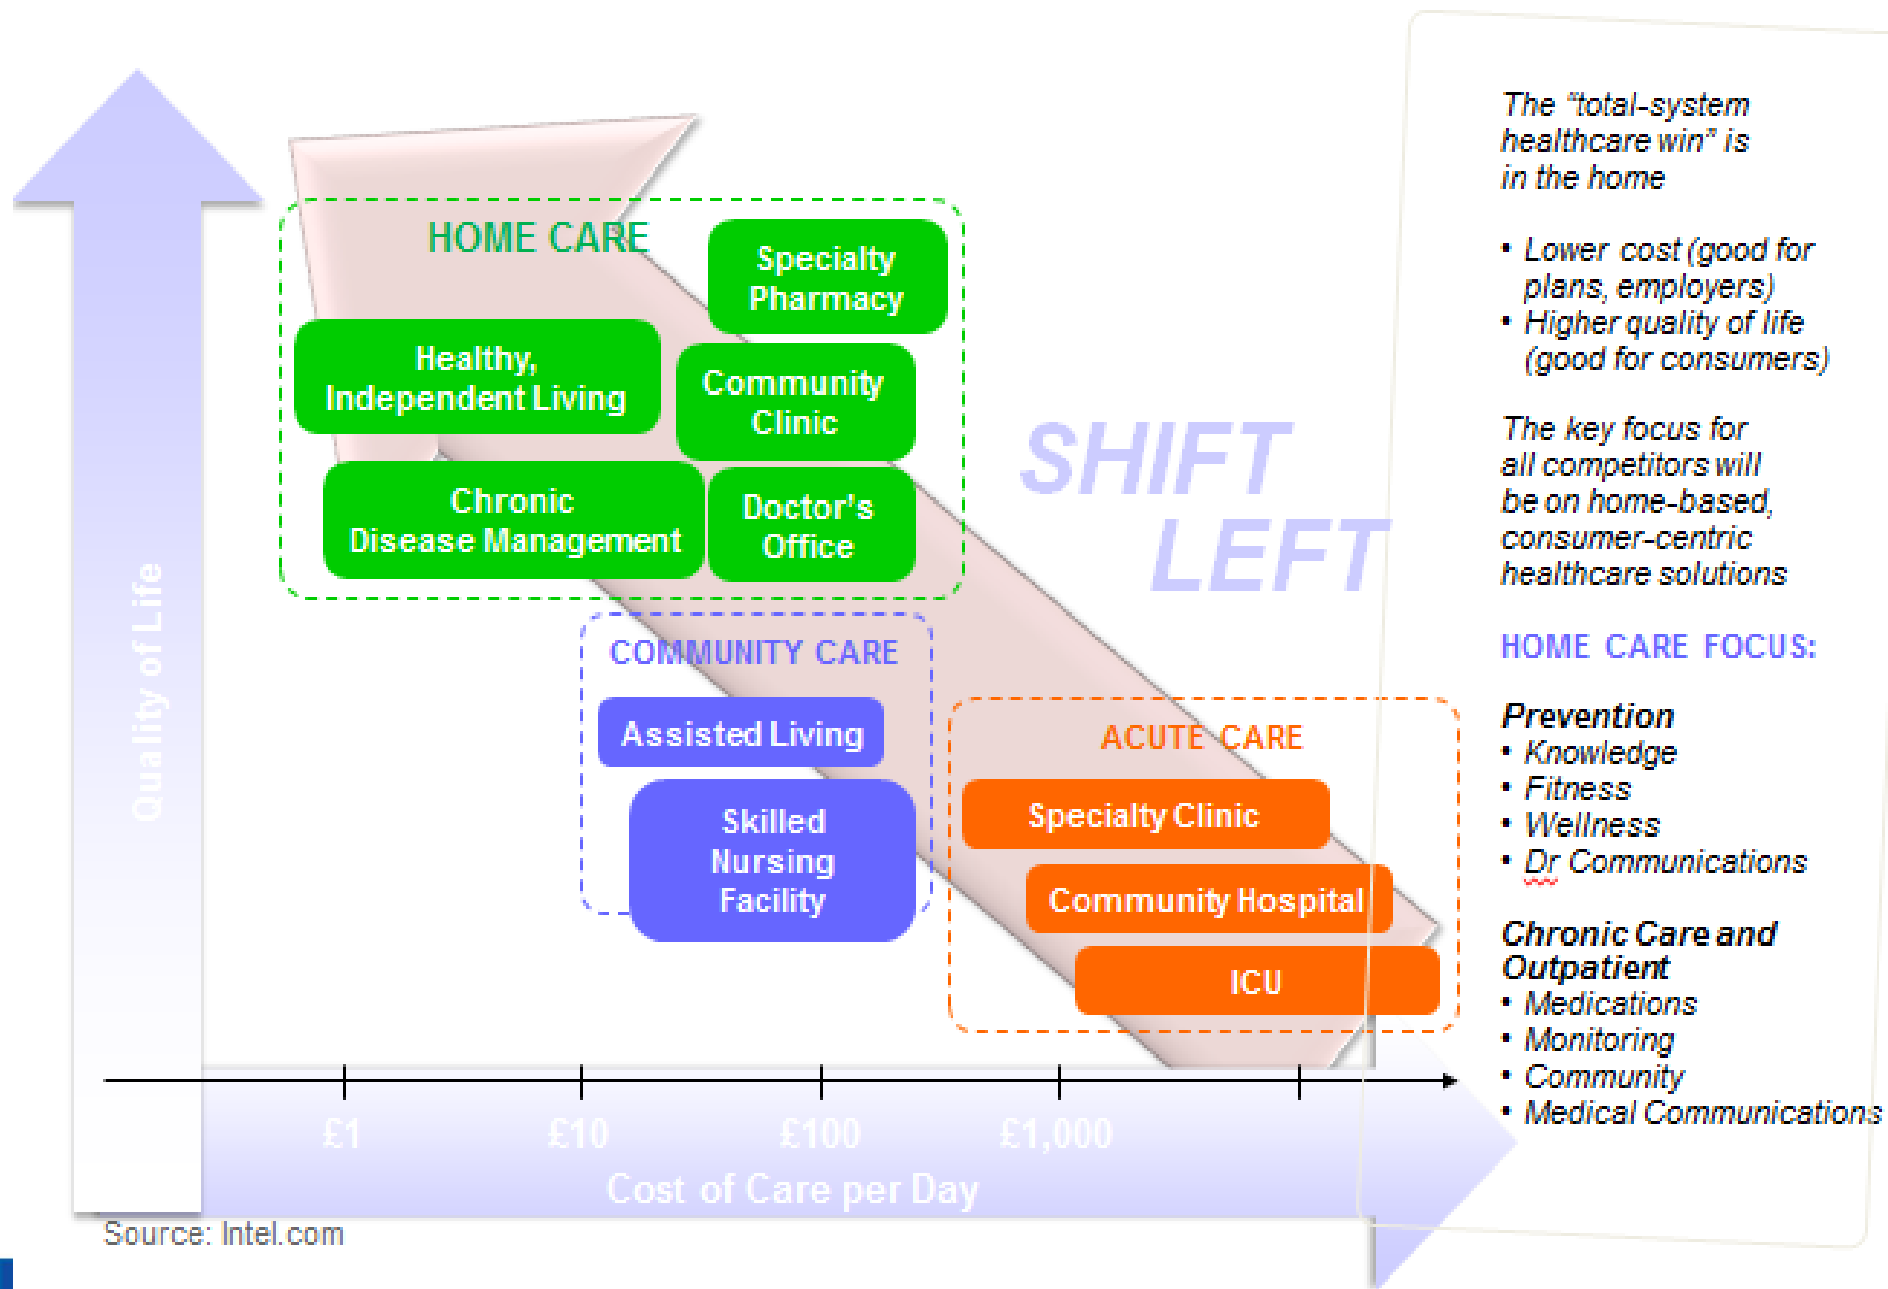 Quality of Life
HOME CARE
Specialty
Pharmacy
Healthy,
Independent Living
Community
Clinic
Chronic
Disease Management
Doctor's
Office
SHIFT
LEFT
COMMUNITY CARE
Assisted Living
Skilled
Nursing
Facility
ACUTE CARE
Specialty Clinic
Community Hospital
ICU
£1
£10
£100
£1,000
Cost of Care per Day
Source: Intel.com
The "total-system
healthcare win" is
in the home
• Lower cost (good for
plans, employers)
• Higher quality of life
(good for consumers)
The key focus for
all competitors will
be on home-based,
consumer-centric
healthcare solutions
HOME CARE FOCUS:
Prevention
• Knowledge
• Fitness
• Wellness
• Dr Communications
Chronic Care and
Outpatient
• Medications
• Monitoring
• Community
• Medical Communications